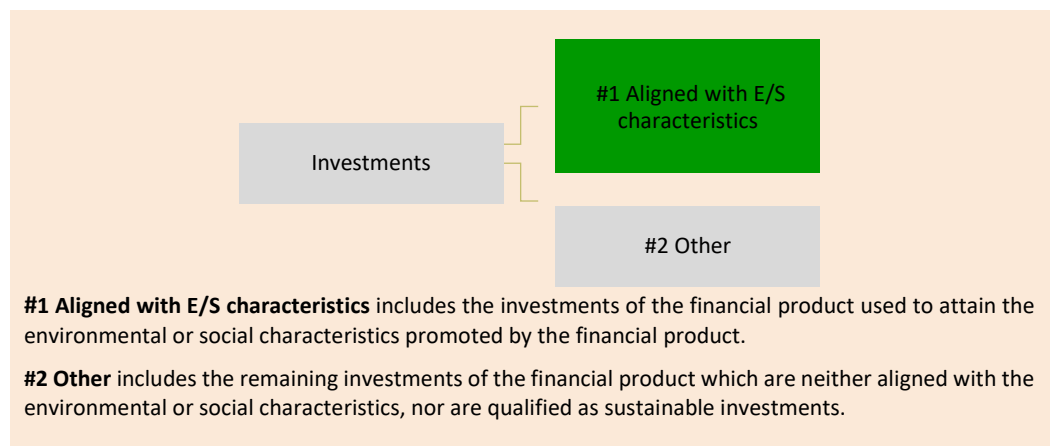 #1 Aligned with E/S
characteristics
Investments
#2 Other
#1 Aligned with E/S characteristics includes the investments of the financial product used to attain the
environmental or social characteristics promoted by the financial product.
#2 Other includes the remaining investments of the financial product which are neither aligned with the
environmental or social characteristics, nor are qualified as sustainable investments.